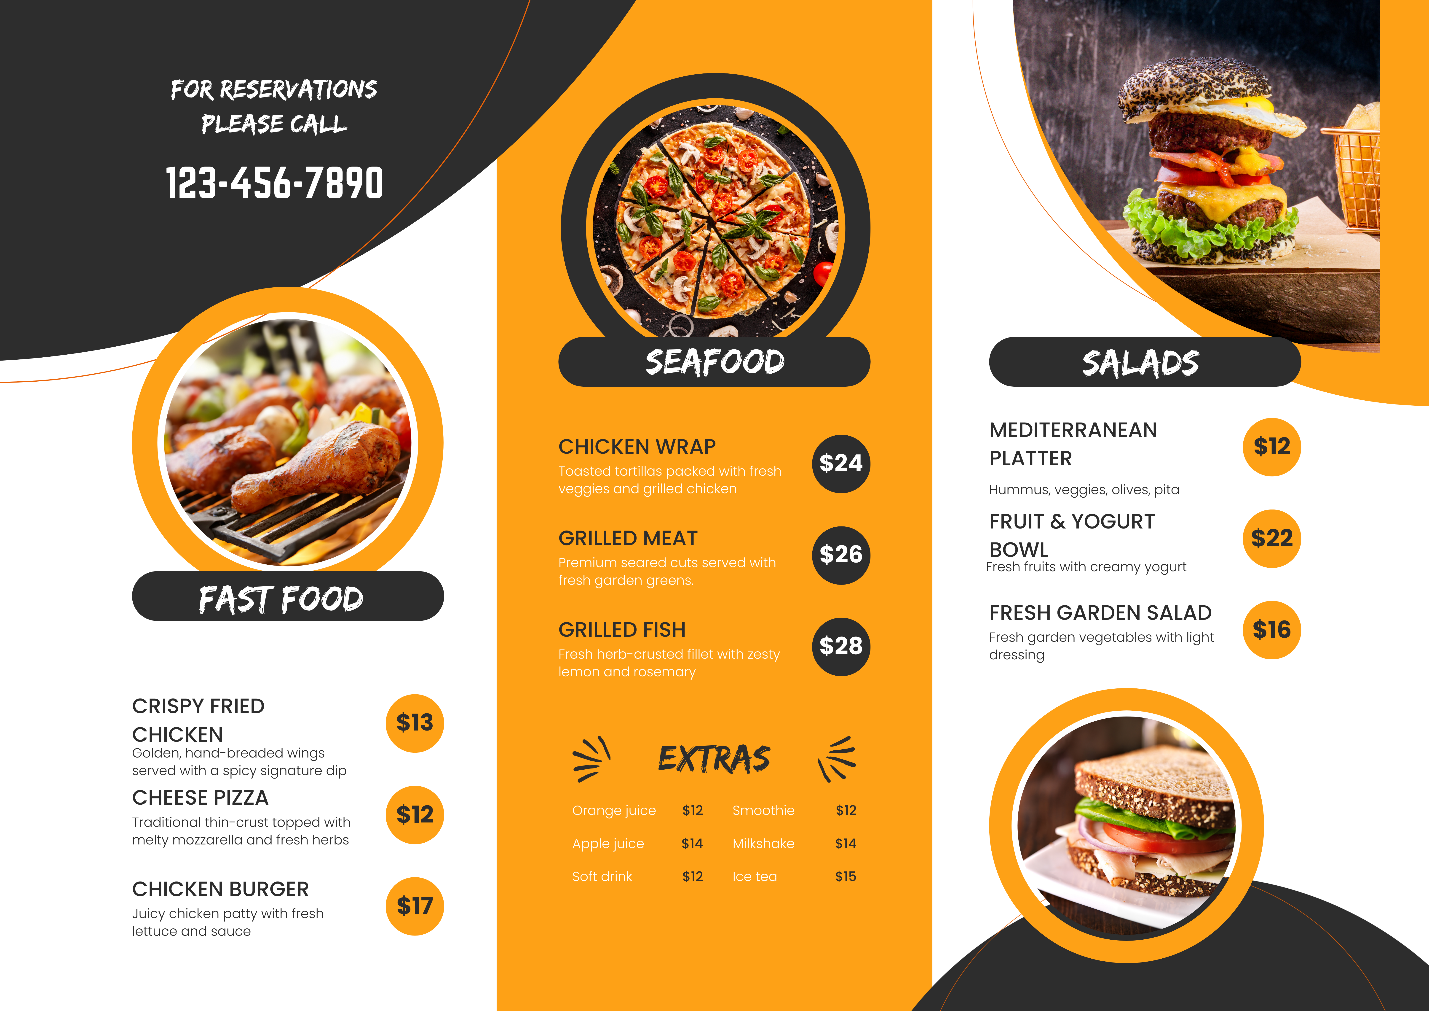 FOR RESERVATIONS
PLEASE CALL
123-456-7890
FAST FOOD
CRISPY FRIED
CHICKEN
$13
Golden, hand-breaded wings
served with a spicy signature dip
CHEESE PIZZA
$12
Traditional thin-crust topped with
melty mozzarella and fresh herbs
CHICKEN BURGER
$17
Juicy chicken patty with fresh
lettuce and sauce
SEAFOOD
CHICKEN WRAP
$24
Toasted tortillas packed with fresh
veggies and grilled chicken
GRILLED MEAT
$26
Premium seared cuts served with
fresh garden greens.
GRILLED FISH
$28
Fresh herb-crusted fillet with zesty
lemon and rosemary
EXTRAS
Orange juice $12 Smoothie $12
Apple juice $14 Milkshake $14
Soft drink $12 Ice tea $15
SALADS
MEDITERRANEAN
PLATTER
$12
Hummus, veggies, olives, pita
FRUIT & YOGURT
BOWL
$22
Fresh fruits with creamy yogurt
FRESH GARDEN SALAD
$16
Fresh garden vegetables with light
dressing